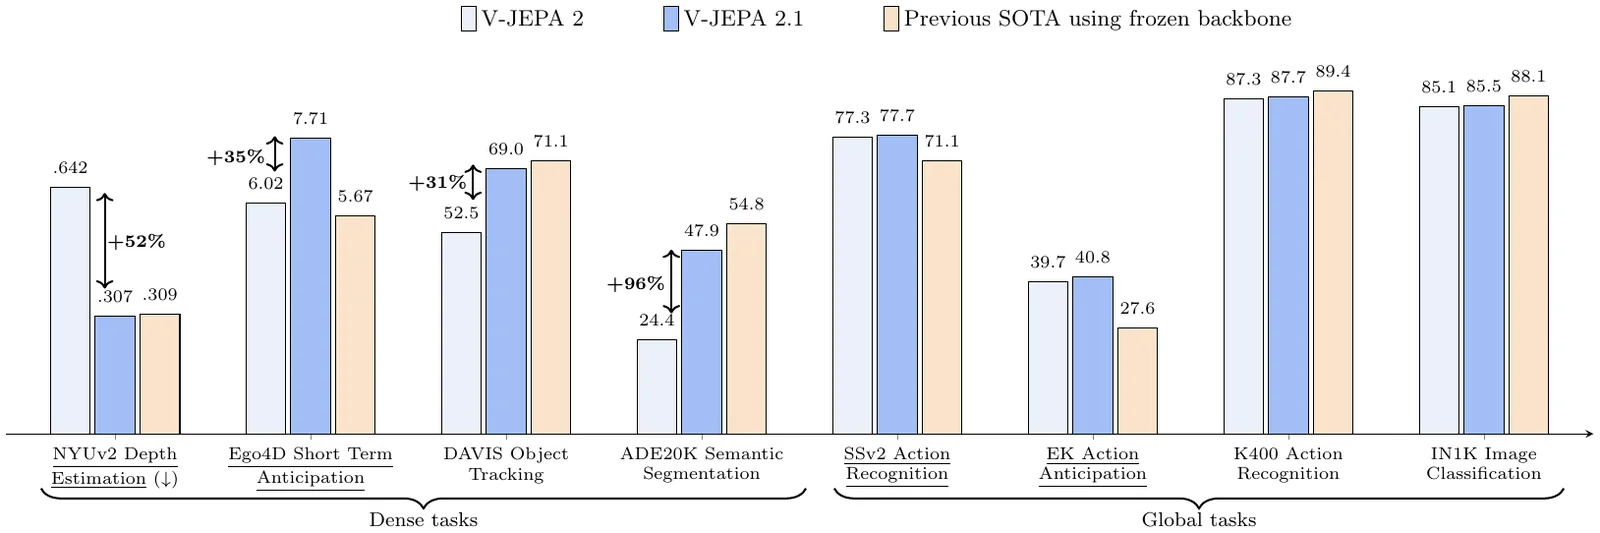 V-JEPA 2
V-JEPA 2.1
Previous SOTA using frozen backbone
.642
+52%
.307
.309
+35%
6.02
7.71
5.67
+31%
52.5
69.0
71.1
+96%
24.4
47.9
54.8
77.3
77.7
71.1
39.7
40.8
27.6
87.3
87.7
89.4
85.1
85.5
88.1
NYUv2 Depth
Estimation (↓)
Ego4D Short Term
Anticipation
DAVIS Object
Tracking
ADE20K Semantic
Segmentation
SSv2 Action
Recognition
EK Action
Anticipation
K400 Action
Recognition
IN1K Image
Classification
Dense tasks
Global tasks